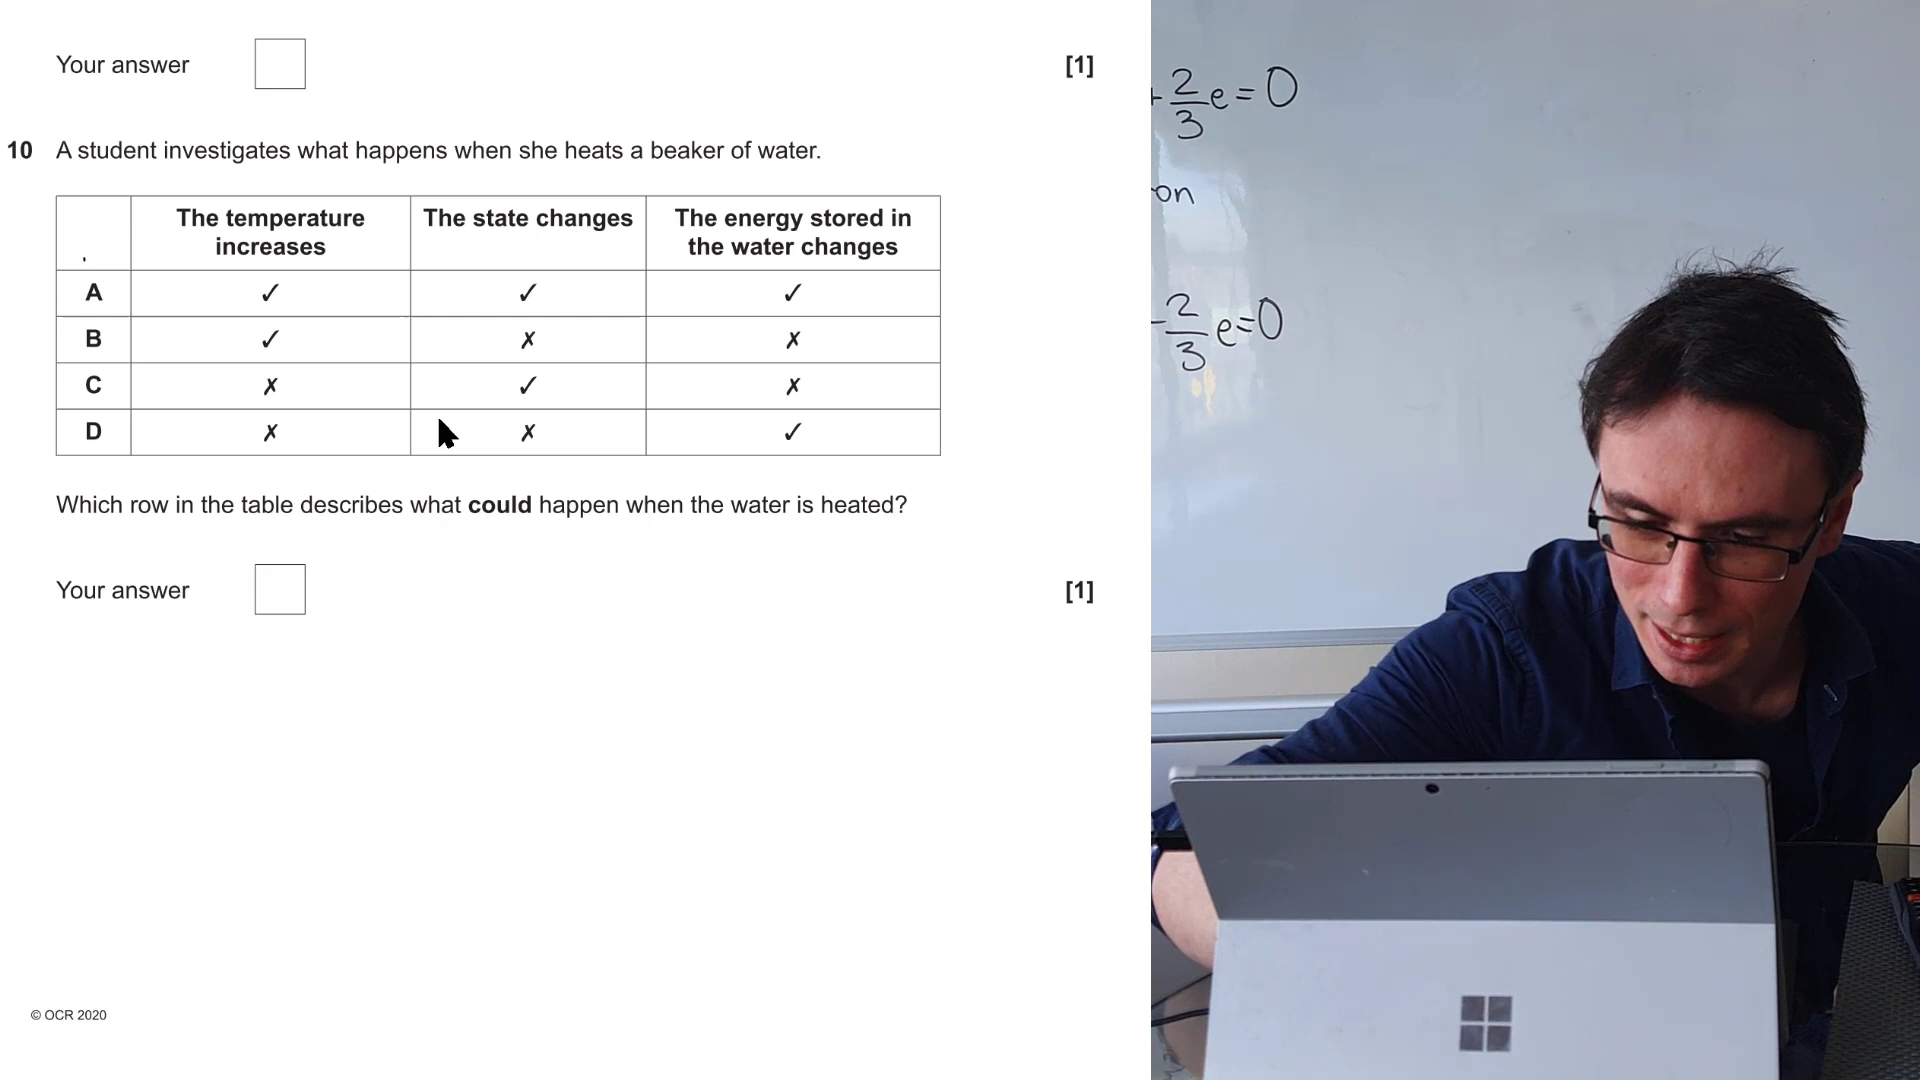 Your answer [1]
10 A student investigates what happens when she heats a beaker of water.
The temperature increases The state changes The energy stored in the water changes
A ✓ ✓ ✓
B ✓ ✗ ✗
C ✗ ✓ ✗
D ✗ ✗ ✓
Which row in the table describes what could happen when the water is heated?
Your answer [1]
© OCR 2020
+2/3e=0
on
-2/3e=0